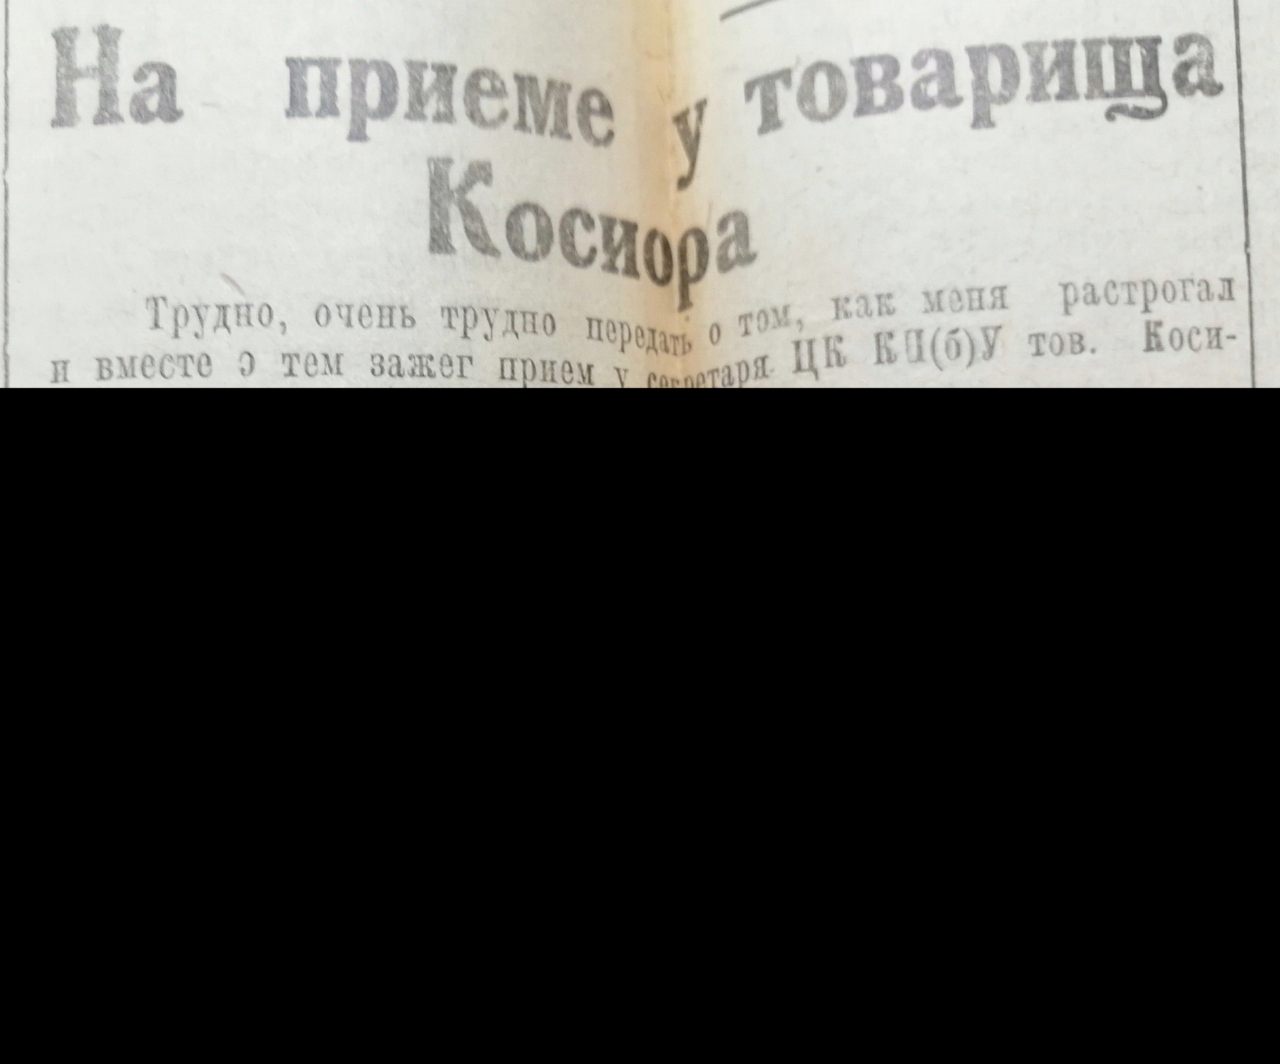 На приеме у товарища
Косиора
Трудно, очень трудно передать о том, как меня растрогал
и вместе с тем зажег прием у секретаря ЦК КП(б)У тов. Коси-